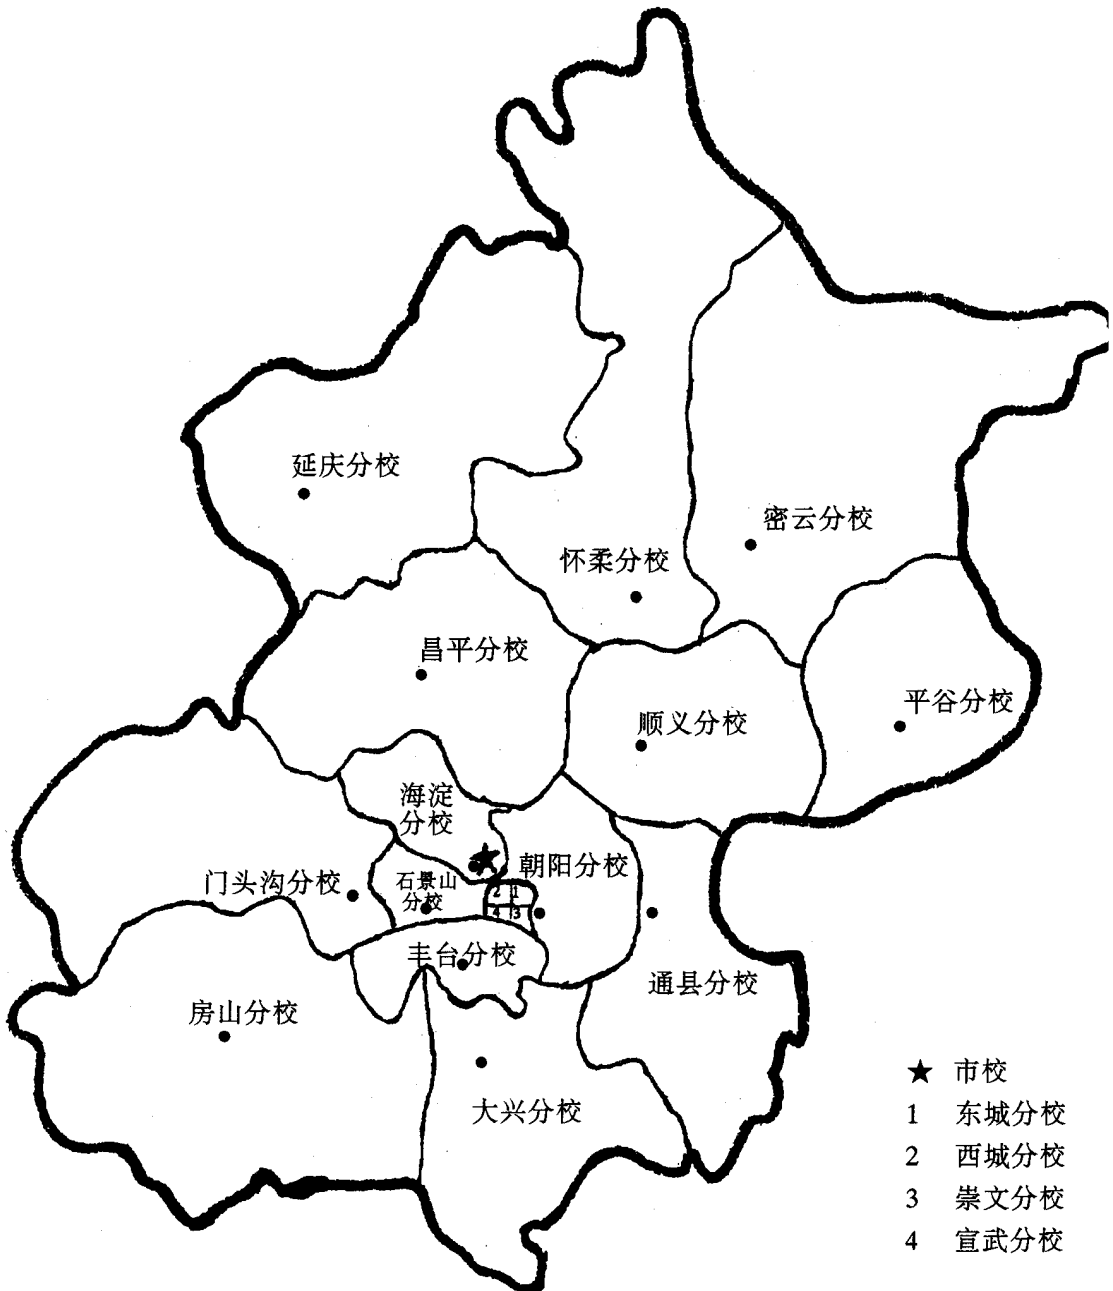 延庆分校
密云分校
怀柔分校
昌平分校
平谷分校
顺义分校
海淀
分校
朝阳分校
石景山
分校
门头沟分校
2 1
4 3
丰台分校
通县分校
房山分校
大兴分校
★ 市校
1 东城分校
2 西城分校
3 崇文分校
4 宣武分校